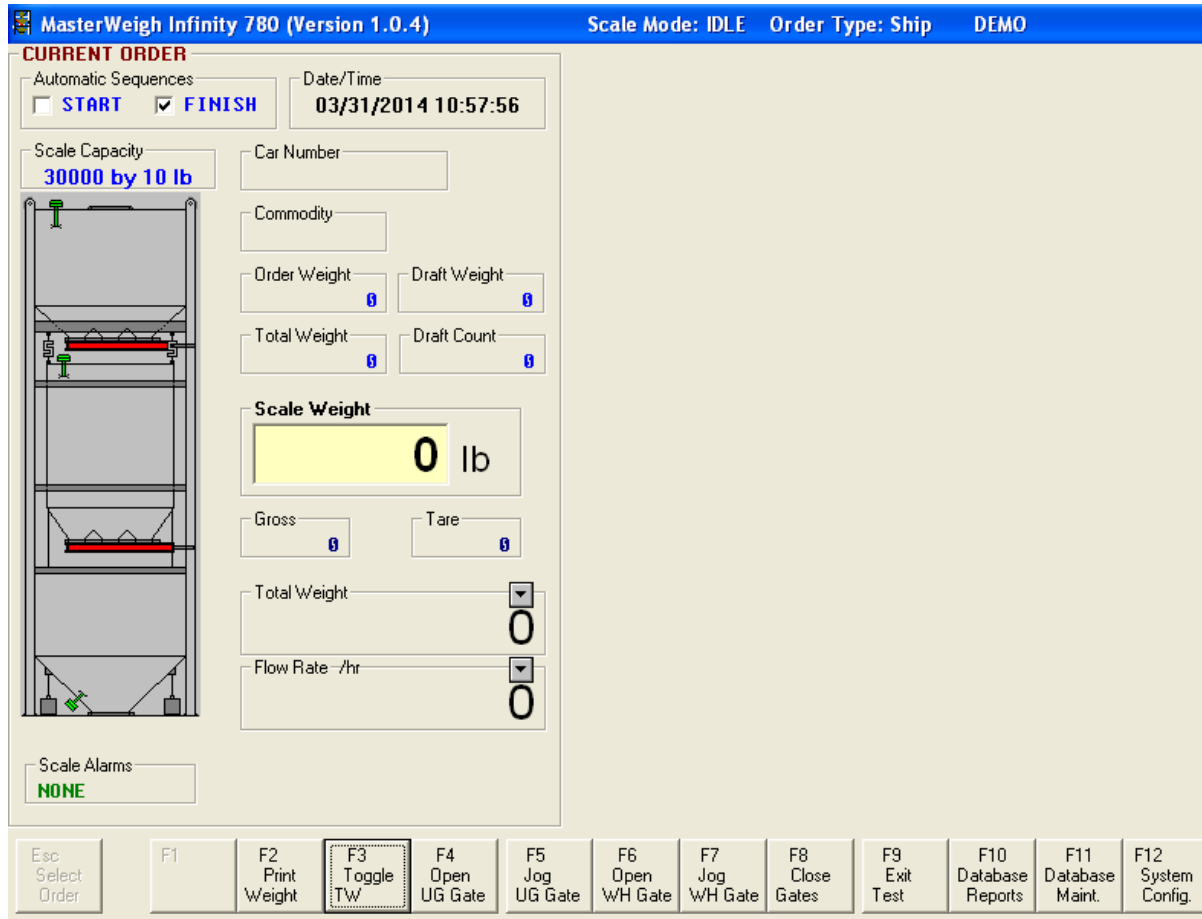 MasterWeigh Infinity 780 (Version 1.0.4) Scale Mode: IDLE Order Type: Ship DEMO
CURRENT ORDER
Automatic Sequences Date/Time
START FINISH 03/31/2014 10:57:56
Scale Capacity Car Number
30000 by 10 lb
Commodity
Order Weight Draft Weight
0 0
Total Weight Draft Count
0 0
Scale Weight
0 lb
Gross Tare
0 0
Total Weight
0
Flow Rate /hr
0
Scale Alarms
NONE
Esc F1 F2 F3 F4 F5 F6 F7 F8 F9 F10 F11 F12
Select Print Toggle Open Jog Open Jog Close Exit Database Database System
Order Weight TW UG Gate UG Gate WH Gate WH Gate Gates Test Reports Maint. Config.